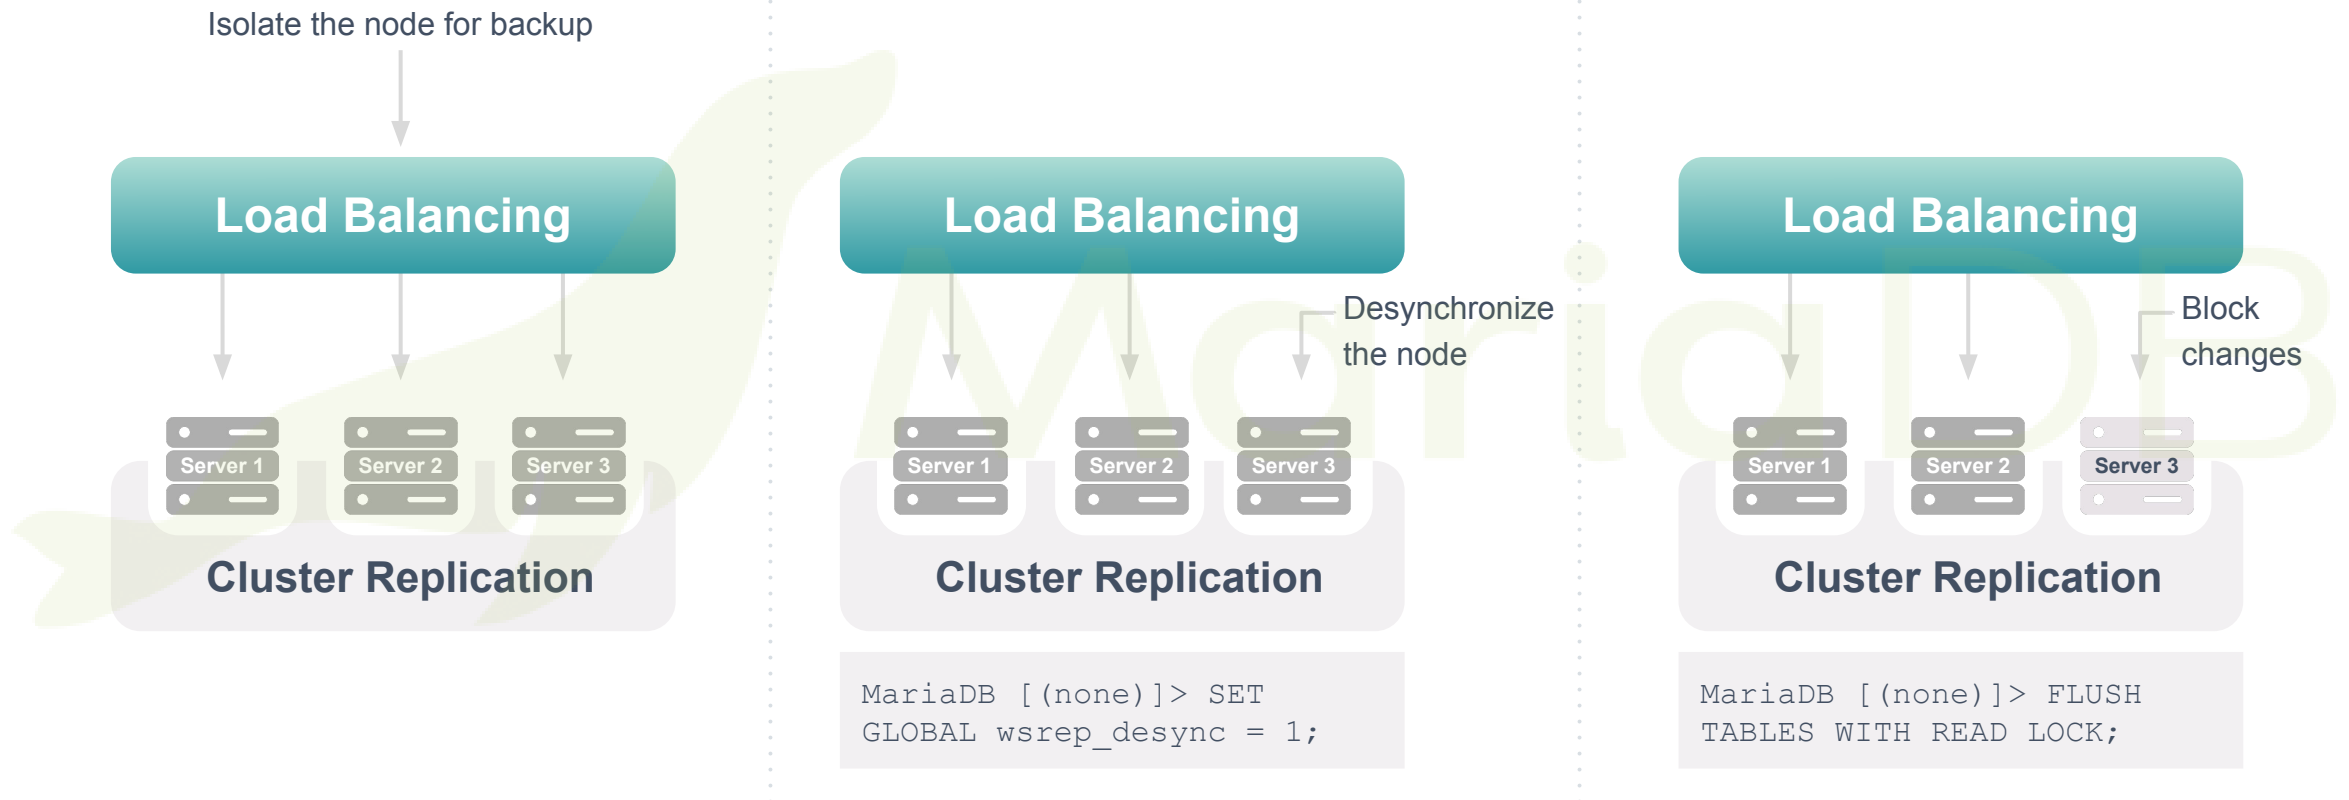 Isolate the node for backup
Load Balancing
Server 1
Server 2
Server 3
Cluster Replication
Load Balancing
Desynchronize
the node
Server 1
Server 2
Server 3
Cluster Replication
MariaDB [(none)]> SET
GLOBAL wsrep_desync = 1;
Load Balancing
Block
changes
Server 1
Server 2
Server 3
Cluster Replication
MariaDB [(none)]> FLUSH
TABLES WITH READ LOCK;
MariaDB